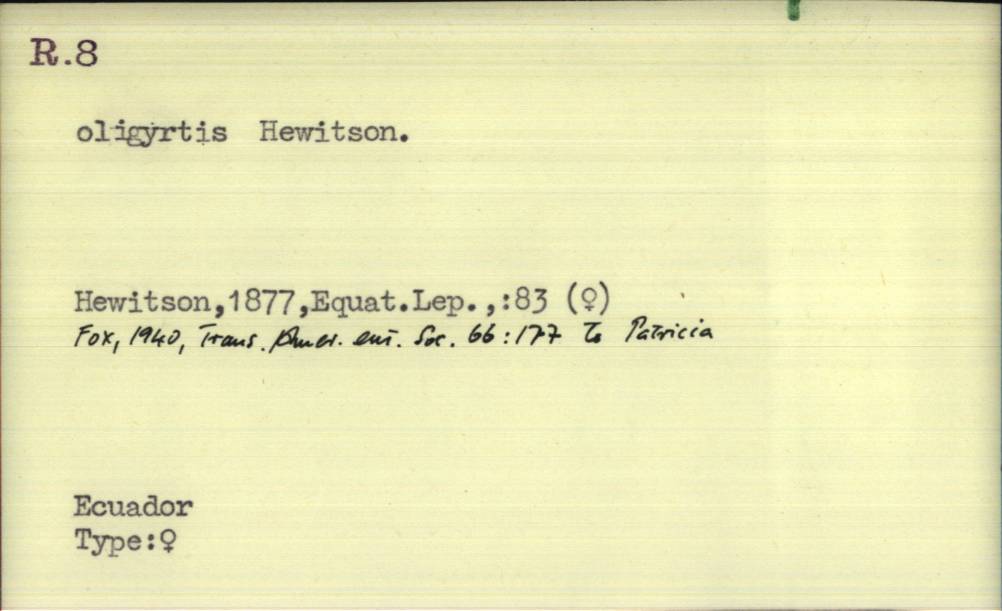 R.8
oligyrtis Hewitson.
Hewitson,1877,Equat.Lep.,:83 (♀)
Fox, 1940, Trans. Amer. ent. Soc. 66:177 To Patricia
Ecuador
Type:♀